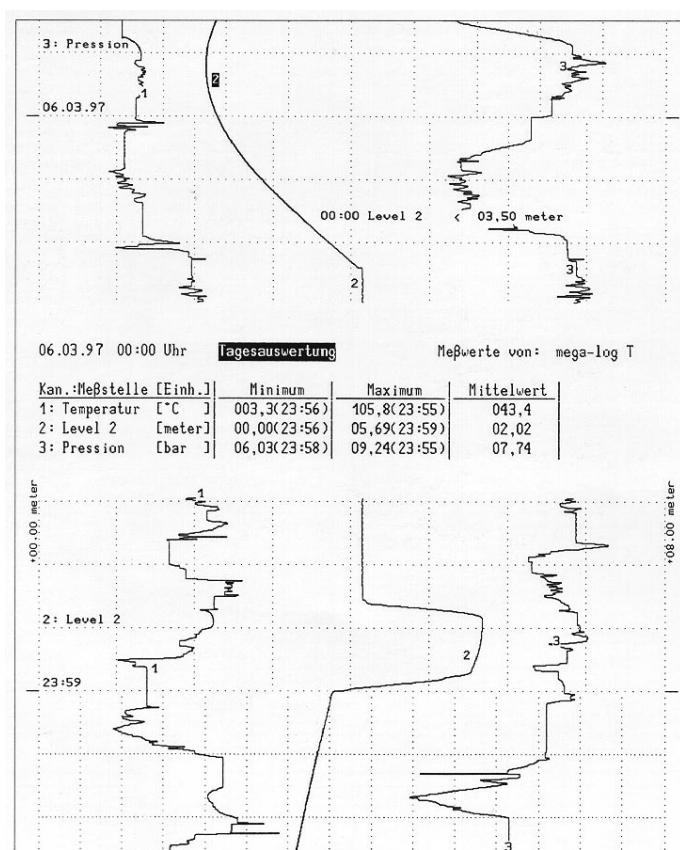 3: Pression
2
3
1
06.03.97
00:00 Level 2 < 03,50 meter
2
3
06.03.97 00:00 Uhr Tagesauswertung Meβwerte von: mega-log T
Kan.:Meβstelle [Einh.] Minimum Maximum Mittelwert
1: Temperatur [°C ] 003,3(23:56) 105,8(23:55) 043,4
2: Level 2 [meter] 00,00(23:56) 05,69(23:59) 02,02
3: Pression [bar ] 06,03(23:58) 09,24(23:55) 07,74
+00.00 meter
1
+08.00 meter
2: Level 2
3
2
1
23:59
3